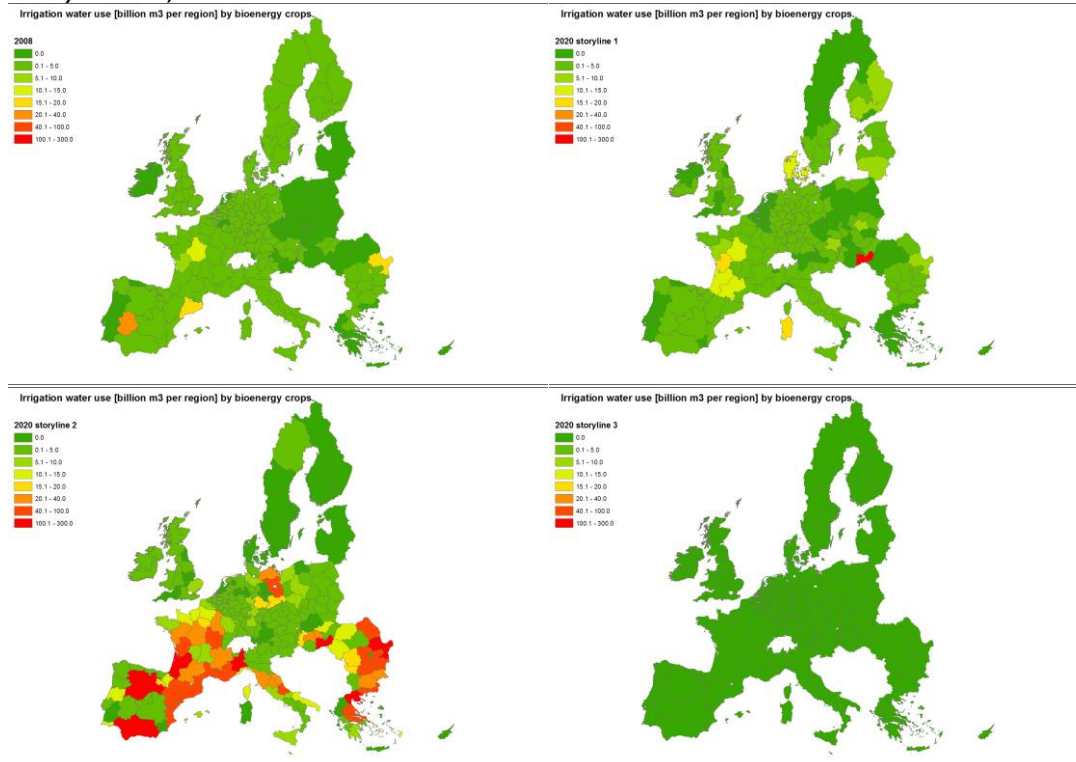 Irrigation water use [billion m3 per region] by bioenergy crops.
2008
0.0
0.1 - 5.0
5.1 - 10.0
10.1 - 15.0
15.1 - 20.0
20.1 - 40.0
40.1 - 100.0
100.1 - 300.0
Irrigation water use [billion m3 per region] by bioenergy crops.
2020 storyline 1
0.0
0.1 - 5.0
5.1 - 10.0
10.1 - 15.0
15.1 - 20.0
20.1 - 40.0
40.1 - 100.0
100.1 - 300.0
Irrigation water use [billion m3 per region] by bioenergy crops.
2020 storyline 2
0.0
0.1 - 5.0
5.1 - 10.0
10.1 - 15.0
15.1 - 20.0
20.1 - 40.0
40.1 - 100.0
100.1 - 300.0
Irrigation water use [billion m3 per region] by bioenergy crops.
2020 storyline 3
0.0
0.1 - 5.0
5.1 - 10.0
10.1 - 15.0
15.1 - 20.0
20.1 - 40.0
40.1 - 100.0
100.1 - 300.0